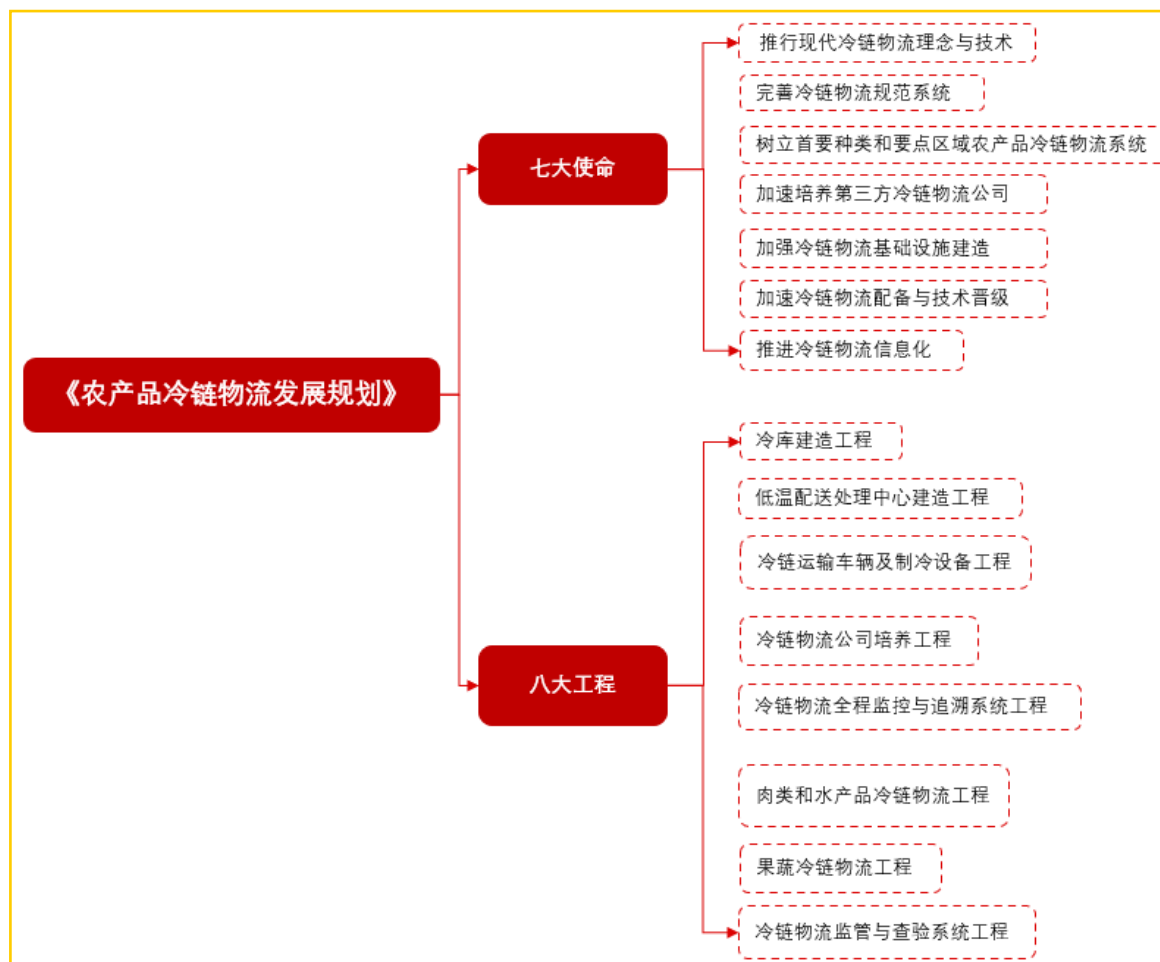 《农产品冷链物流发展规划》
七大使命
推行现代冷链物流理念与技术
完善冷链物流规范系统
树立首要种类和要点区域农产品冷链物流系统
加速培养第三方冷链物流公司
加强冷链物流基础设施建造
加速冷链物流配备与技术晋级
推进冷链物流信息化
八大工程
冷库建造工程
低温配送处理中心建造工程
冷链运输车辆及制冷设备工程
冷链物流公司培养工程
冷链物流全程监控与追溯系统工程
肉类和水产品冷链物流工程
果蔬冷链物流工程
冷链物流监管与查验系统工程